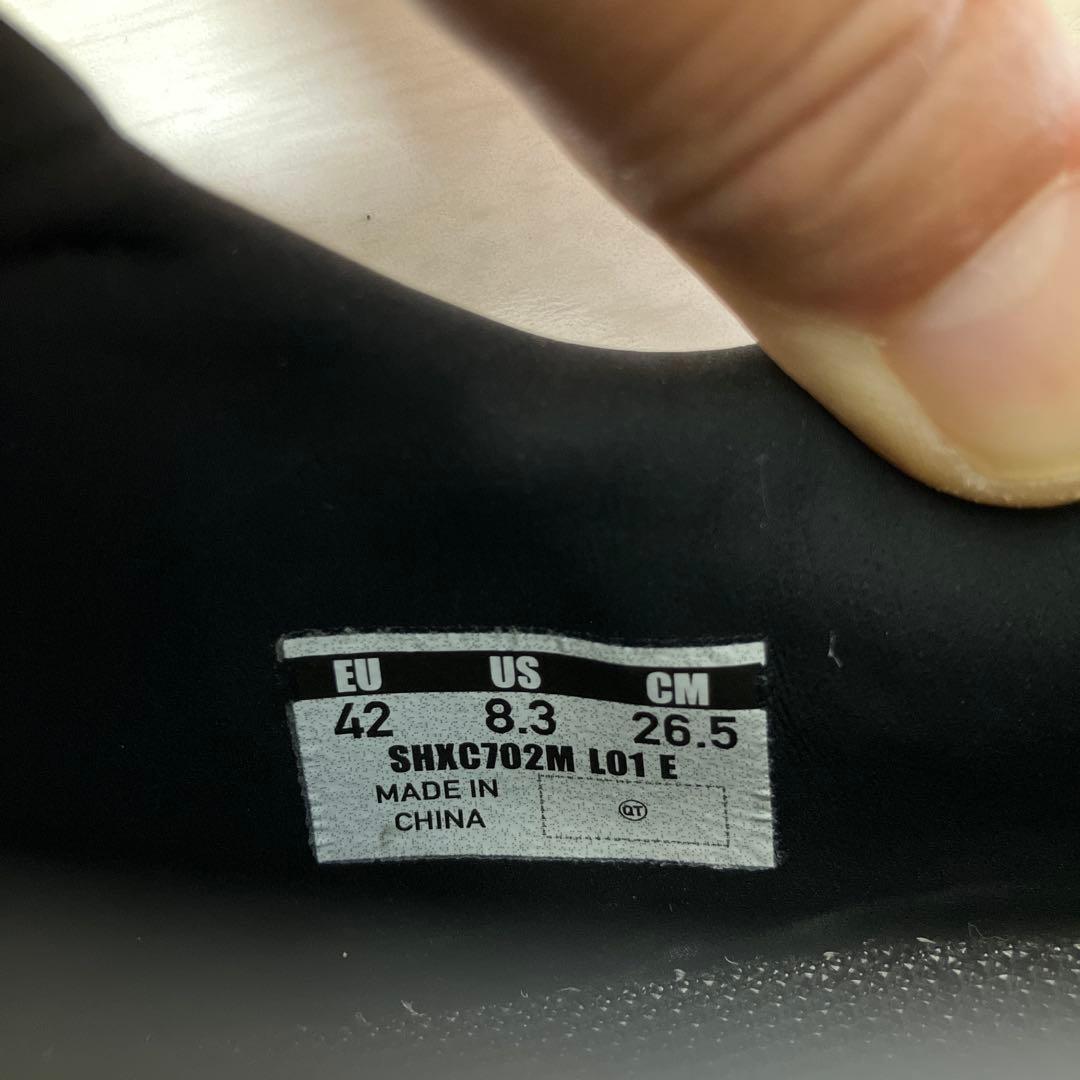 EU US CM
42 8.3 26.5
SHXC702M L01 E
MADE IN
CHINA
QT